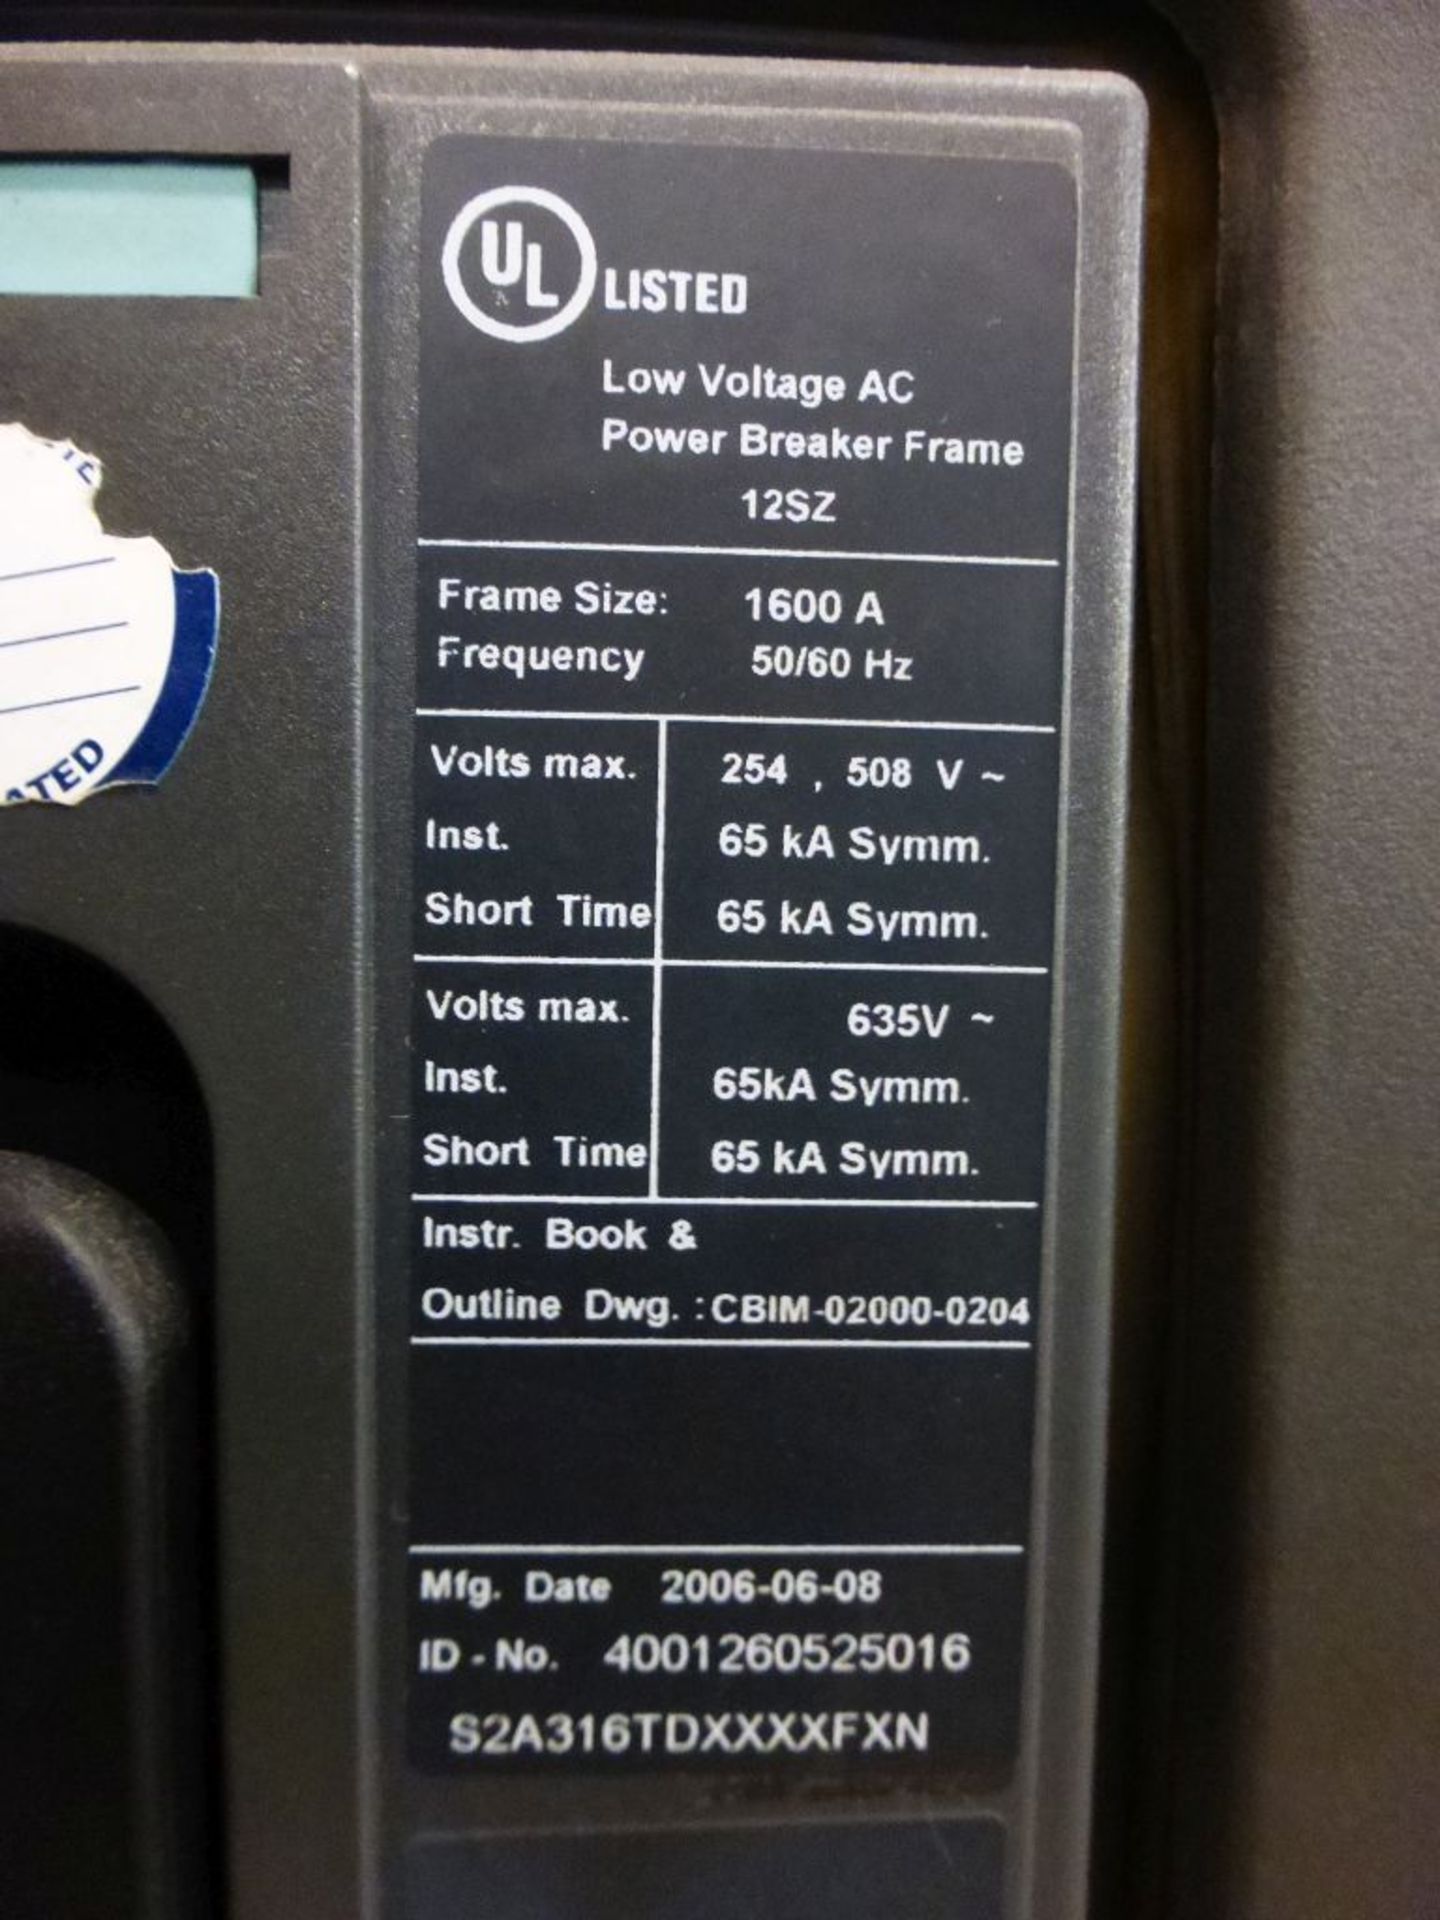 UL LISTED
Low Voltage AC
Power Breaker Frame
12SZ
Frame Size: 1600 A
Frequency 50/60 Hz
Volts max. 254 , 508 V ~
Inst. 65 kA Symm.
Short Time 65 kA Symm.
Volts max. 635V ~
Inst. 65kA Symm.
Short Time 65 kA Symm.
Instr. Book &
Outline Dwg. : CBIM-02000-0204
Mfg. Date 2006-06-08
ID - No. 4001260525016
S2A316TDXXXXFXN